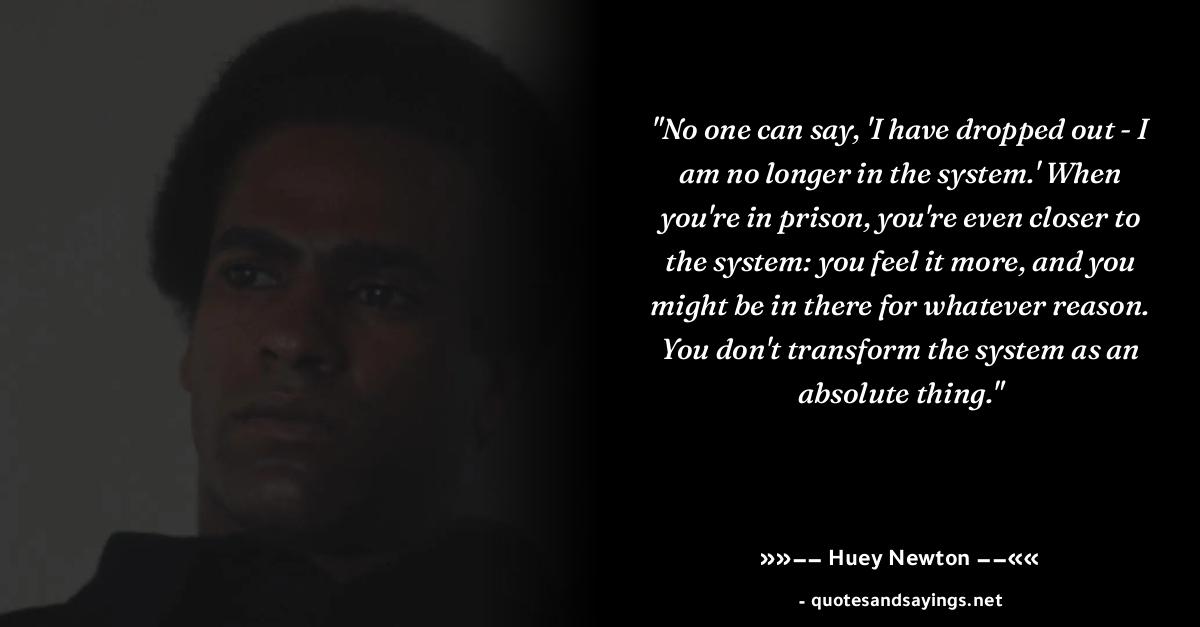 "No one can say, 'I have dropped out - I
am no longer in the system.' When
you're in prison, you're even closer to
the system: you feel it more, and you
might be in there for whatever reason.
You don't transform the system as an
absolute thing."
»»−− Huey Newton −−««
- quotesandsayings.net